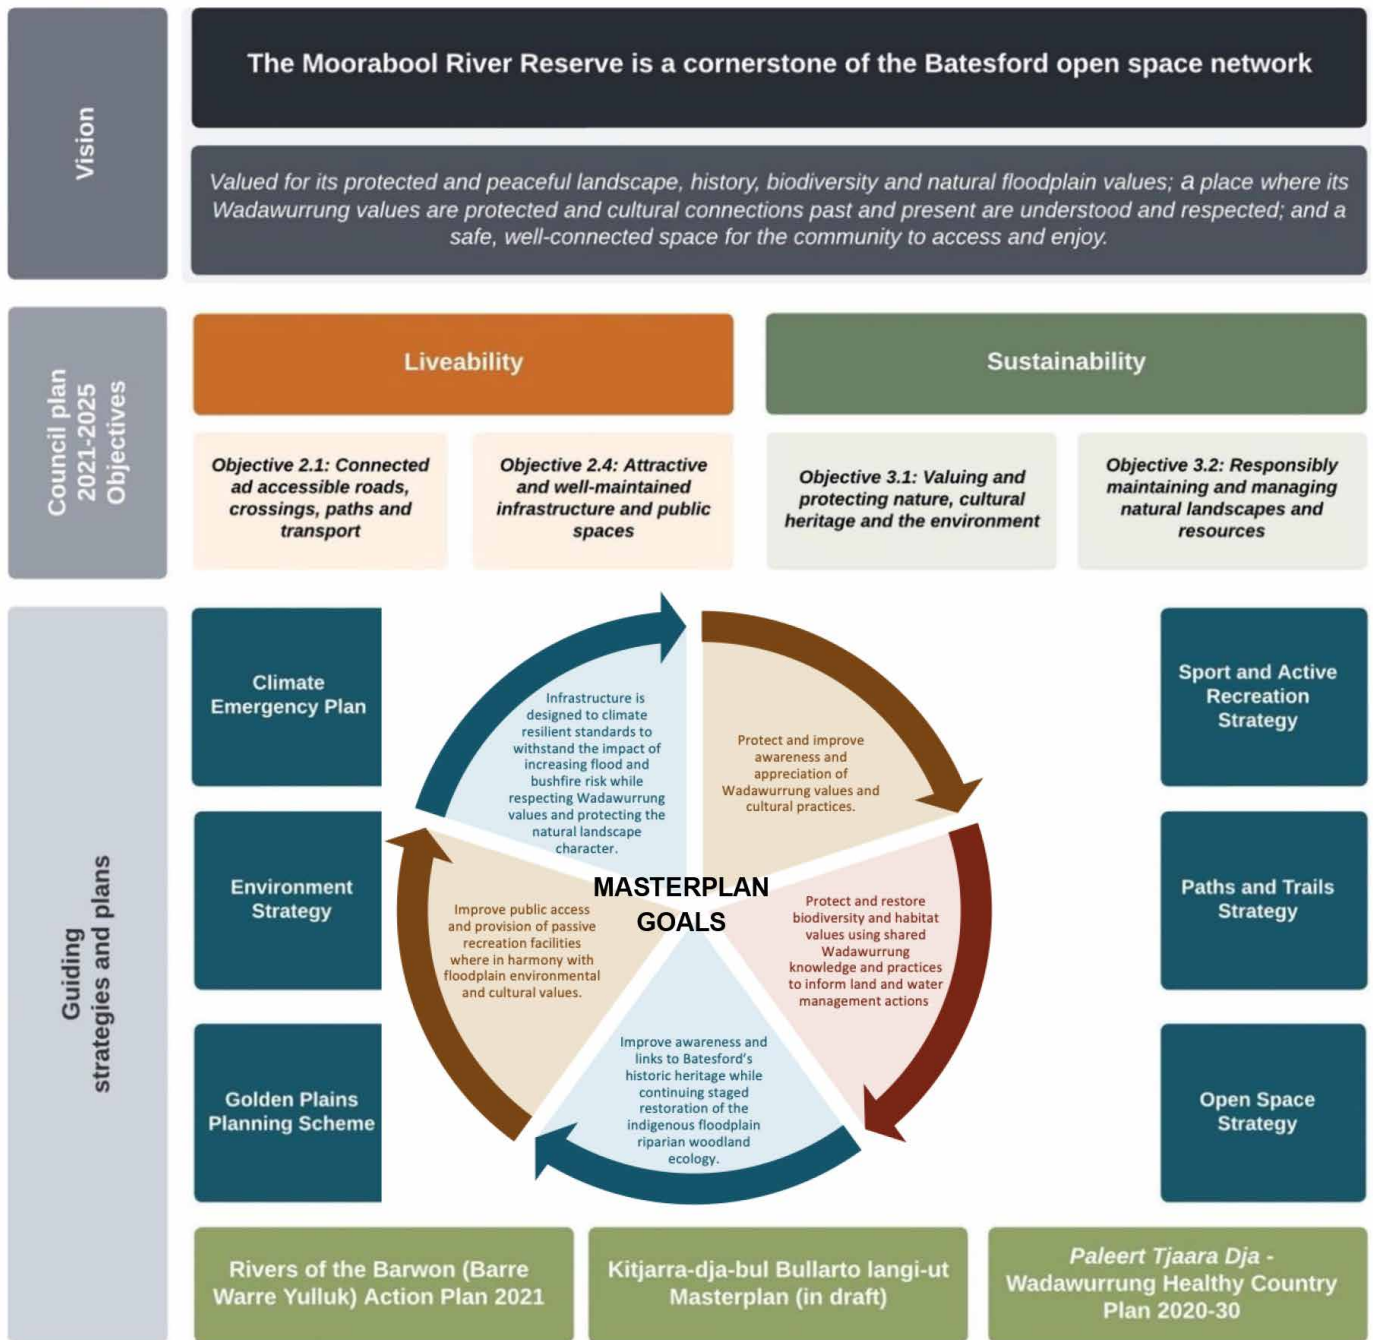 Vision
The Moorabool River Reserve is a cornerstone of the Batesford open space network
Valued for its protected and peaceful landscape, history, biodiversity and natural floodplain values; a place where its
Wadawurrung values are protected and cultural connections past and present are understood and respected; and a
safe, well-connected space for the community to access and enjoy.
Council plan
2021-2025
Objectives
Liveability
Sustainability
Objective 2.1: Connected
ad accessible roads,
crossings, paths and
transport
Objective 2.4: Attractive
and well-maintained
infrastructure and public
spaces
Objective 3.1: Valuing and
protecting nature, cultural
heritage and the environment
Objective 3.2: Responsibly
maintaining and managing
natural landscapes and
resources
Guiding
strategies and plans
Climate
Emergency Plan
Environment
Strategy
Golden Plains
Planning Scheme
MASTERPLAN
GOALS
Protect and improve
awareness and
appreciation of
Wadawurrung values and
cultural practices.
Protect and restore
biodiversity and habitat
values using shared
Wadawurrung
knowledge and practices
to inform land and water
management actions
Improve awareness and
links to Batesford's
historic heritage while
continuing staged
restoration of the
indigenous floodplain
riparian woodland
ecology.
Improve public access
and provision of passive
recreation facilities
where in harmony with
floodplain environmental
and cultural values.
Infrastructure is
designed to climate
resilient standards to
withstand the impact of
increasing flood and
bushfire risk while
respecting Wadawurrung
values and protecting the
natural landscape
character.
Sport and Active
Recreation
Strategy
Paths and Trails
Strategy
Open Space
Strategy
Rivers of the Barwon (Barre
Warre Yulluk) Action Plan 2021
Kitjarra-dja-bul Bullarto langi-ut
Masterplan (in draft)
Paleert Tjaara Dja -
Wadawurrung Healthy Country
Plan 2020-30